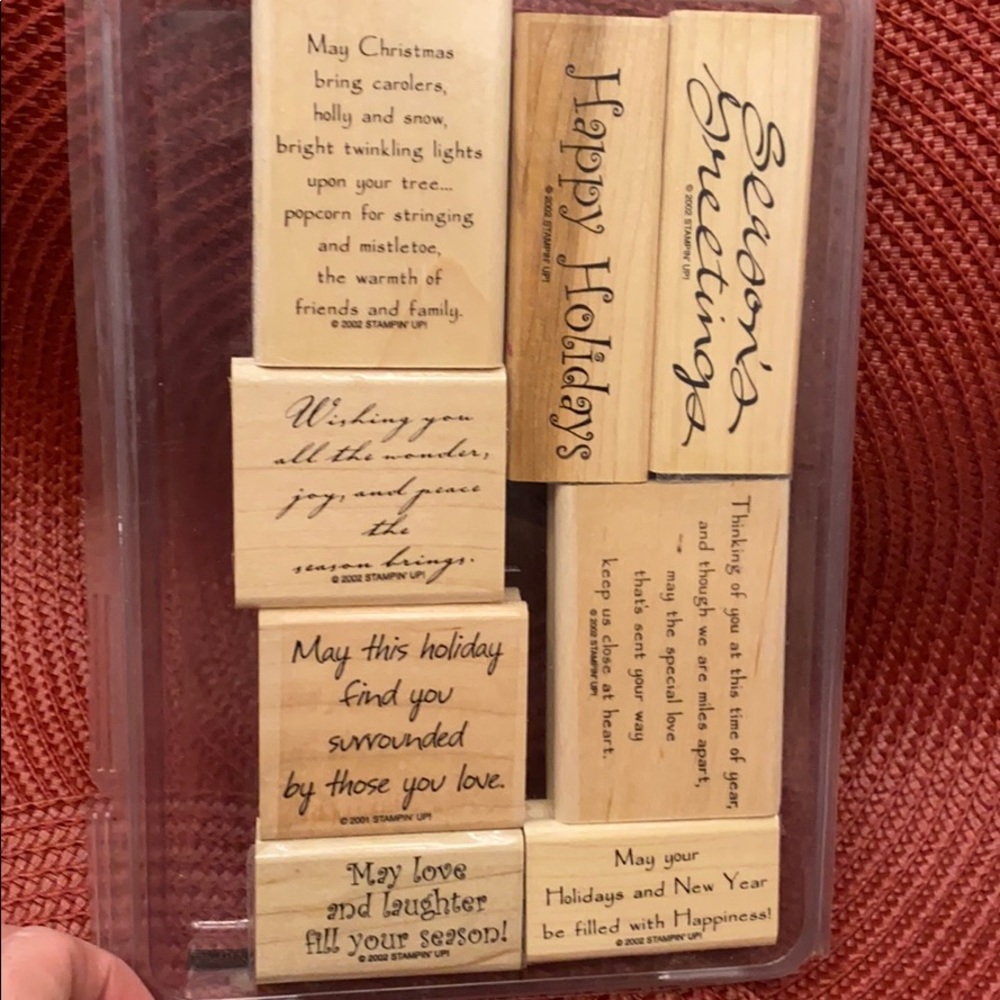 May Christmas
bring carolers,
holly and snow,
bright twinkling lights
upon your tree...
popcorn for stringing
and mistletoe,
the warmth of
friends and family.
© 2002 STAMPIN' UP!
Happy Holidays
© 2002 STAMPIN' UP!
Season's
Greetings
© 2002 STAMPIN' UP!
Wishing you
all the wonder,
joy, and peace
the
season brings.
© 2002 STAMPIN' UP!
Thinking of you at this time of year,
and though we are miles apart,
may the special love
that's sent your way
keep us close at heart.
© 2002 STAMPIN' UP!
May this holiday
find you
surrounded
by those you love.
© 2001 STAMPIN' UP!
May love
and laughter
fill your season!
© 2002 STAMPIN' UP!
May your
Holidays and New Year
be filled with Happiness!
© 2002 STAMPIN' UP!